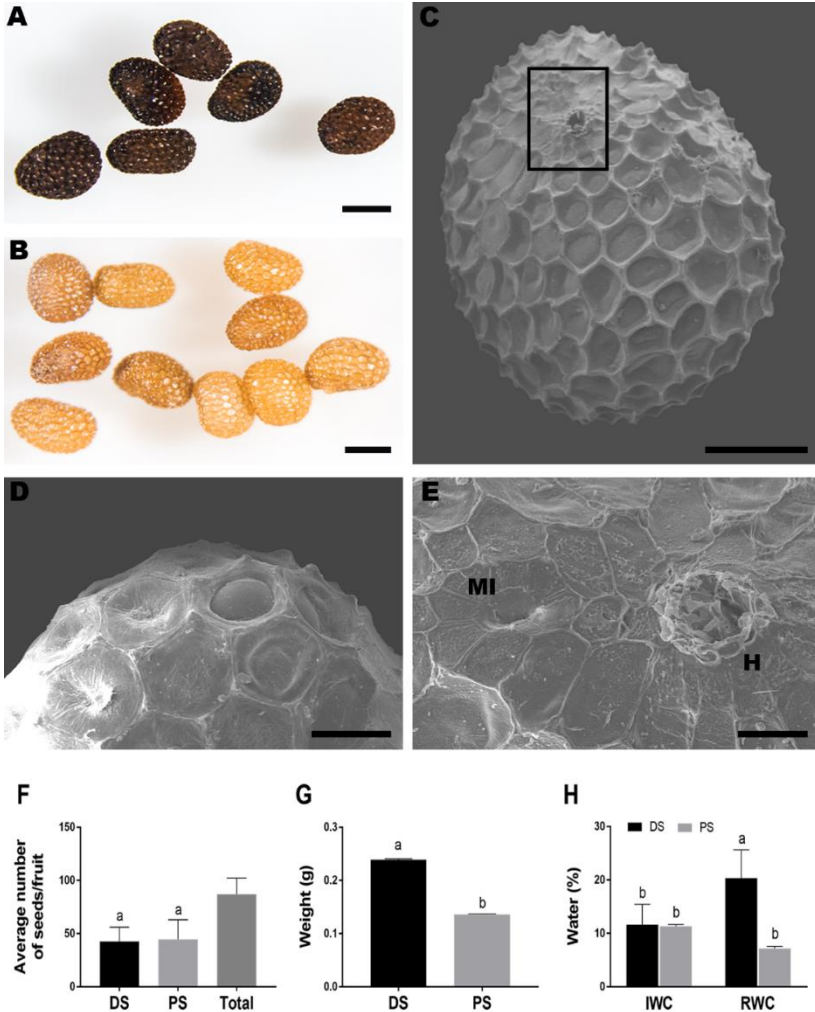 A
B
C
D
E
MI
H
F
G
H
Average number
of seeds/fruit
150
100
50
0
a
a
DS
PS
Total
Weight (g)
0.3
0.2
0.1
0.0
a
b
DS
PS
Water (%)
30
20
10
0
DS
PS
b
b
a
b
IWC
RWC